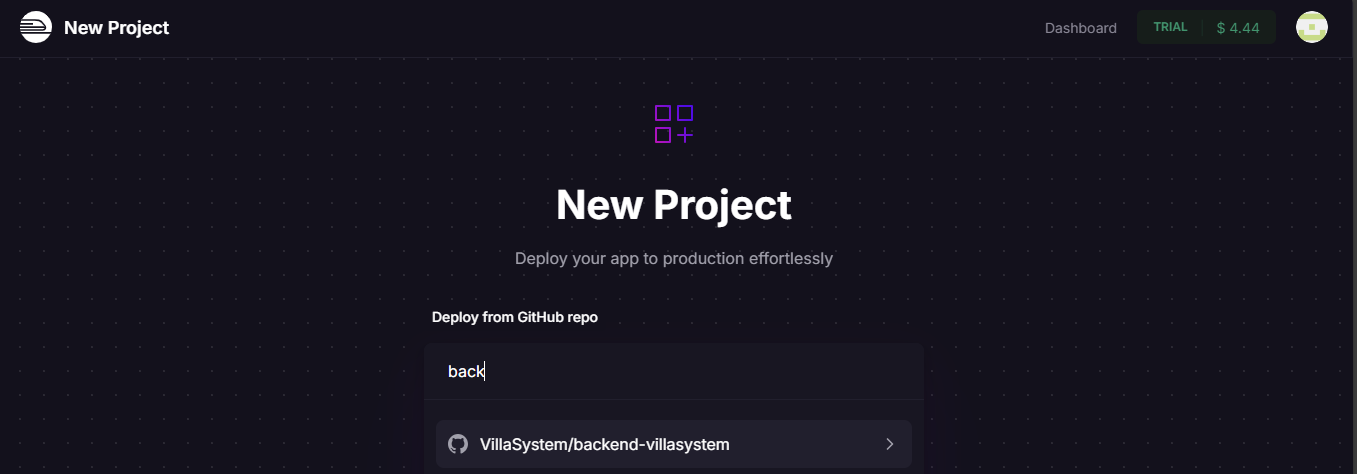 New Project
Dashboard
TRIAL
$ 4.44
New Project
Deploy your app to production effortlessly
Deploy from GitHub repo
back
VillaSystem/backend-villasystem